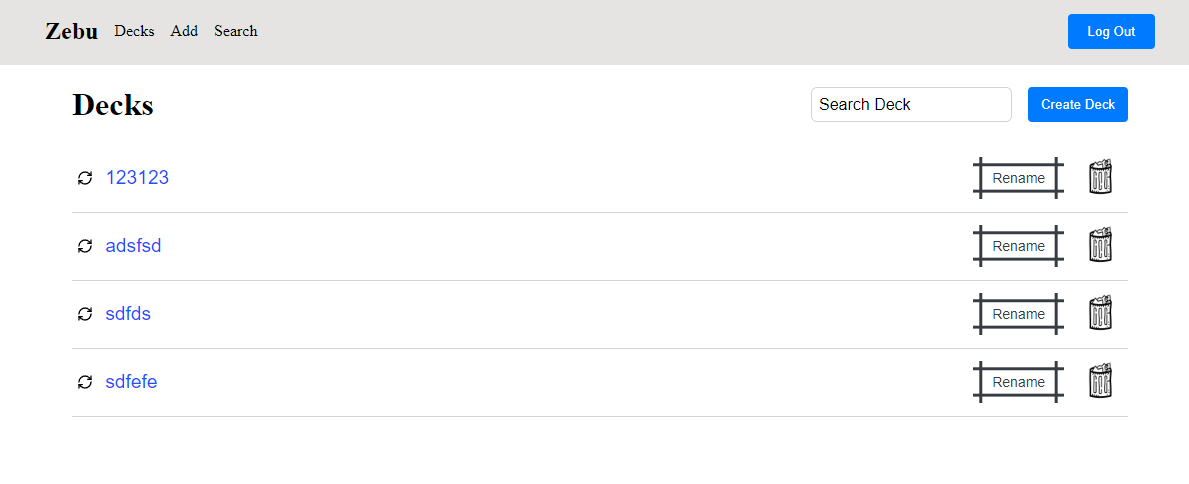 Zebu Decks Add Search Log Out
Decks Search Deck Create Deck
123123 Rename
adsfsd Rename
sdfds Rename
sdfefe Rename